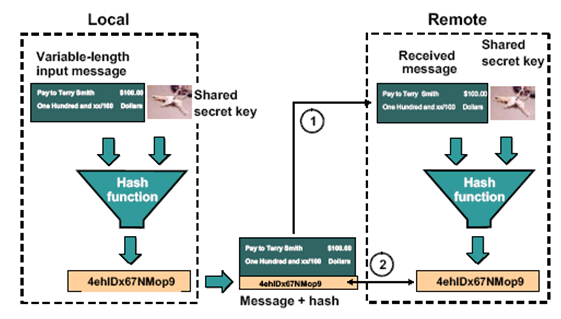 Local
Remote
Variable-length
input message
Pay to Terry Smith $100.00
One Hundred and xx/100 Dollars
Shared
secret key
Hash
function
4ehIDx67NMop9
1
Pay to Terry Smith $100.00
One Hundred and xx/100 Dollars
4ehIDx67NMop9
Message + hash
2
Received
message
Shared
secret key
Pay to Terry Smith $100.00
One Hundred and xx/100 Dollars
Hash
function
4ehIDx67NMop9